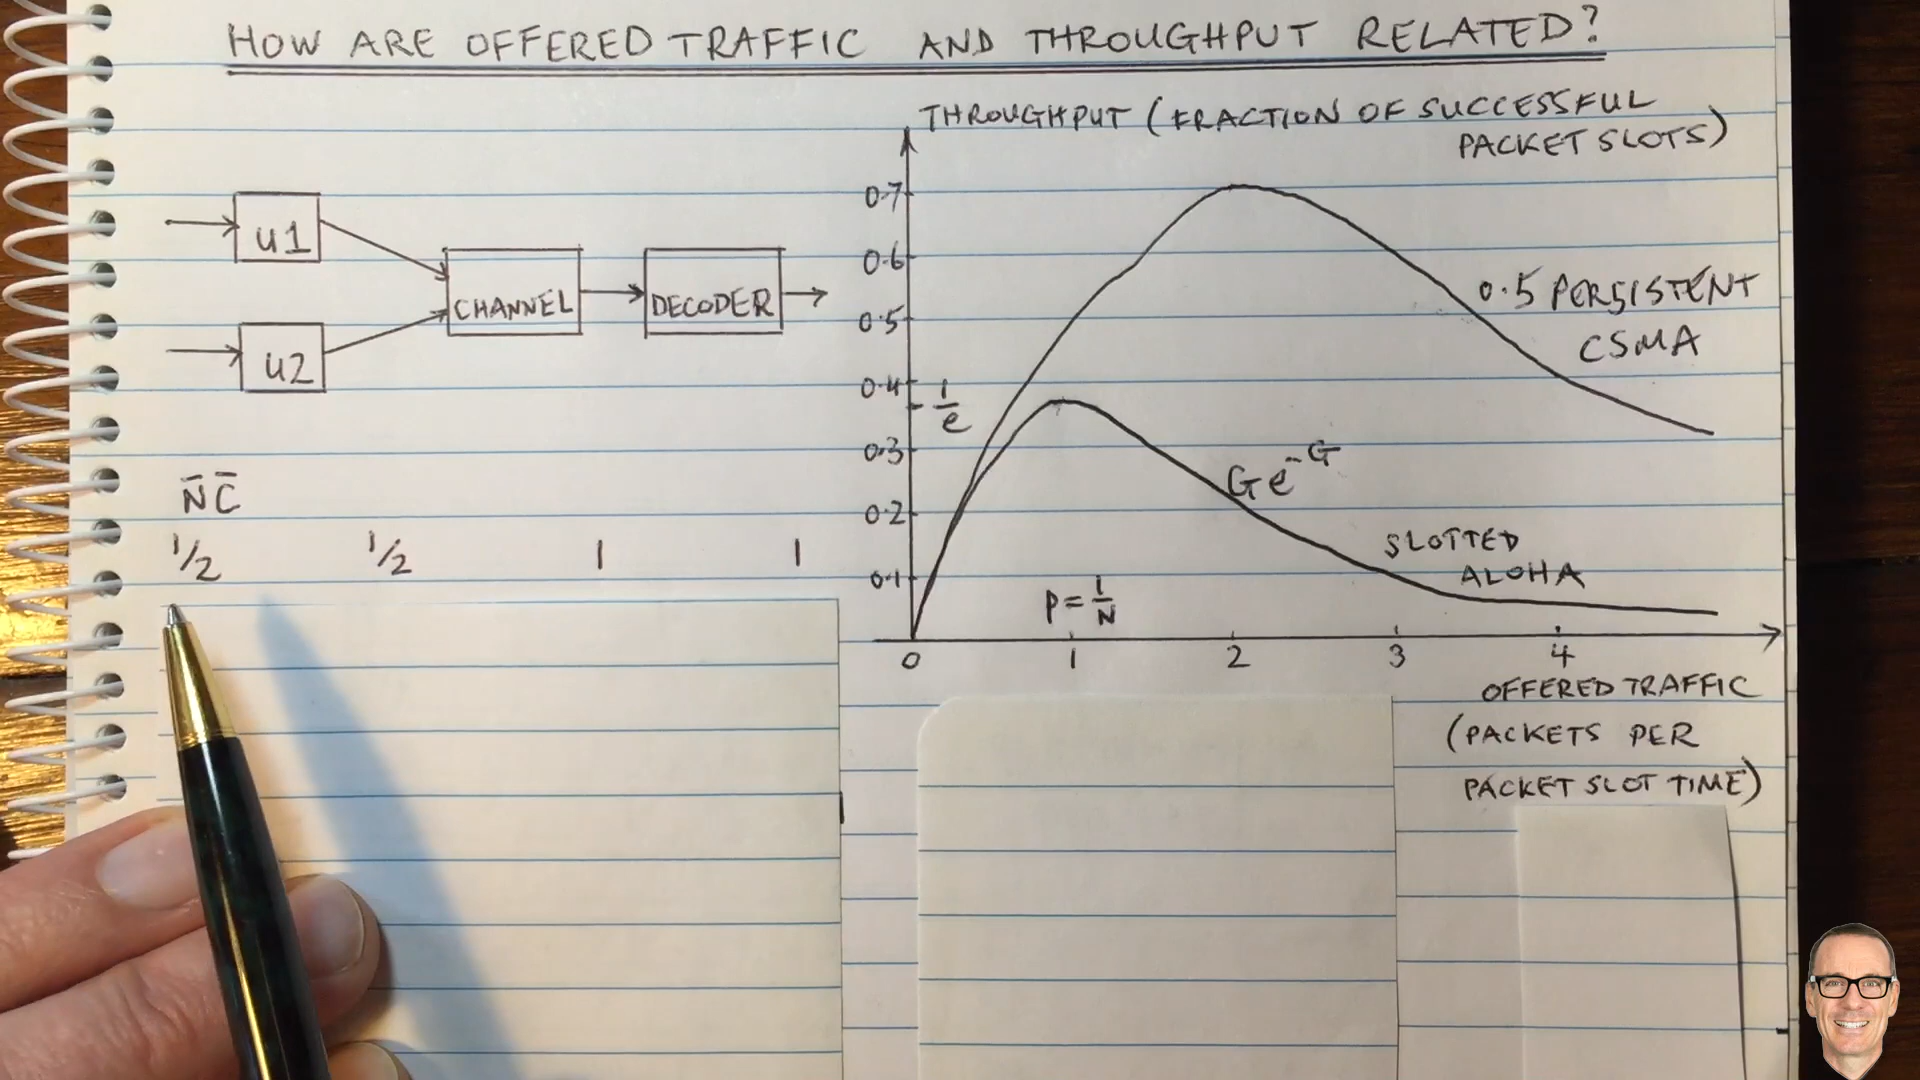 HOW ARE OFFERED TRAFFIC AND THROUGHPUT RELATED?
THROUGHPUT (FRACTION OF SUCCESSFUL
PACKET SLOTS)
U1
U2
CHANNEL
DECODER
N̄ C̄
1/2 1/2 1 1
0.7
0.6
0.5
0.4
1/e
0.3
0.2
0.1
0.5 PERSISTENT
CSMA
Ge^-G
SLOTTED
ALOHA
P = 1/N
0 1 2 3 4
OFFERED TRAFFIC
(PACKETS PER
PACKET SLOT TIME)